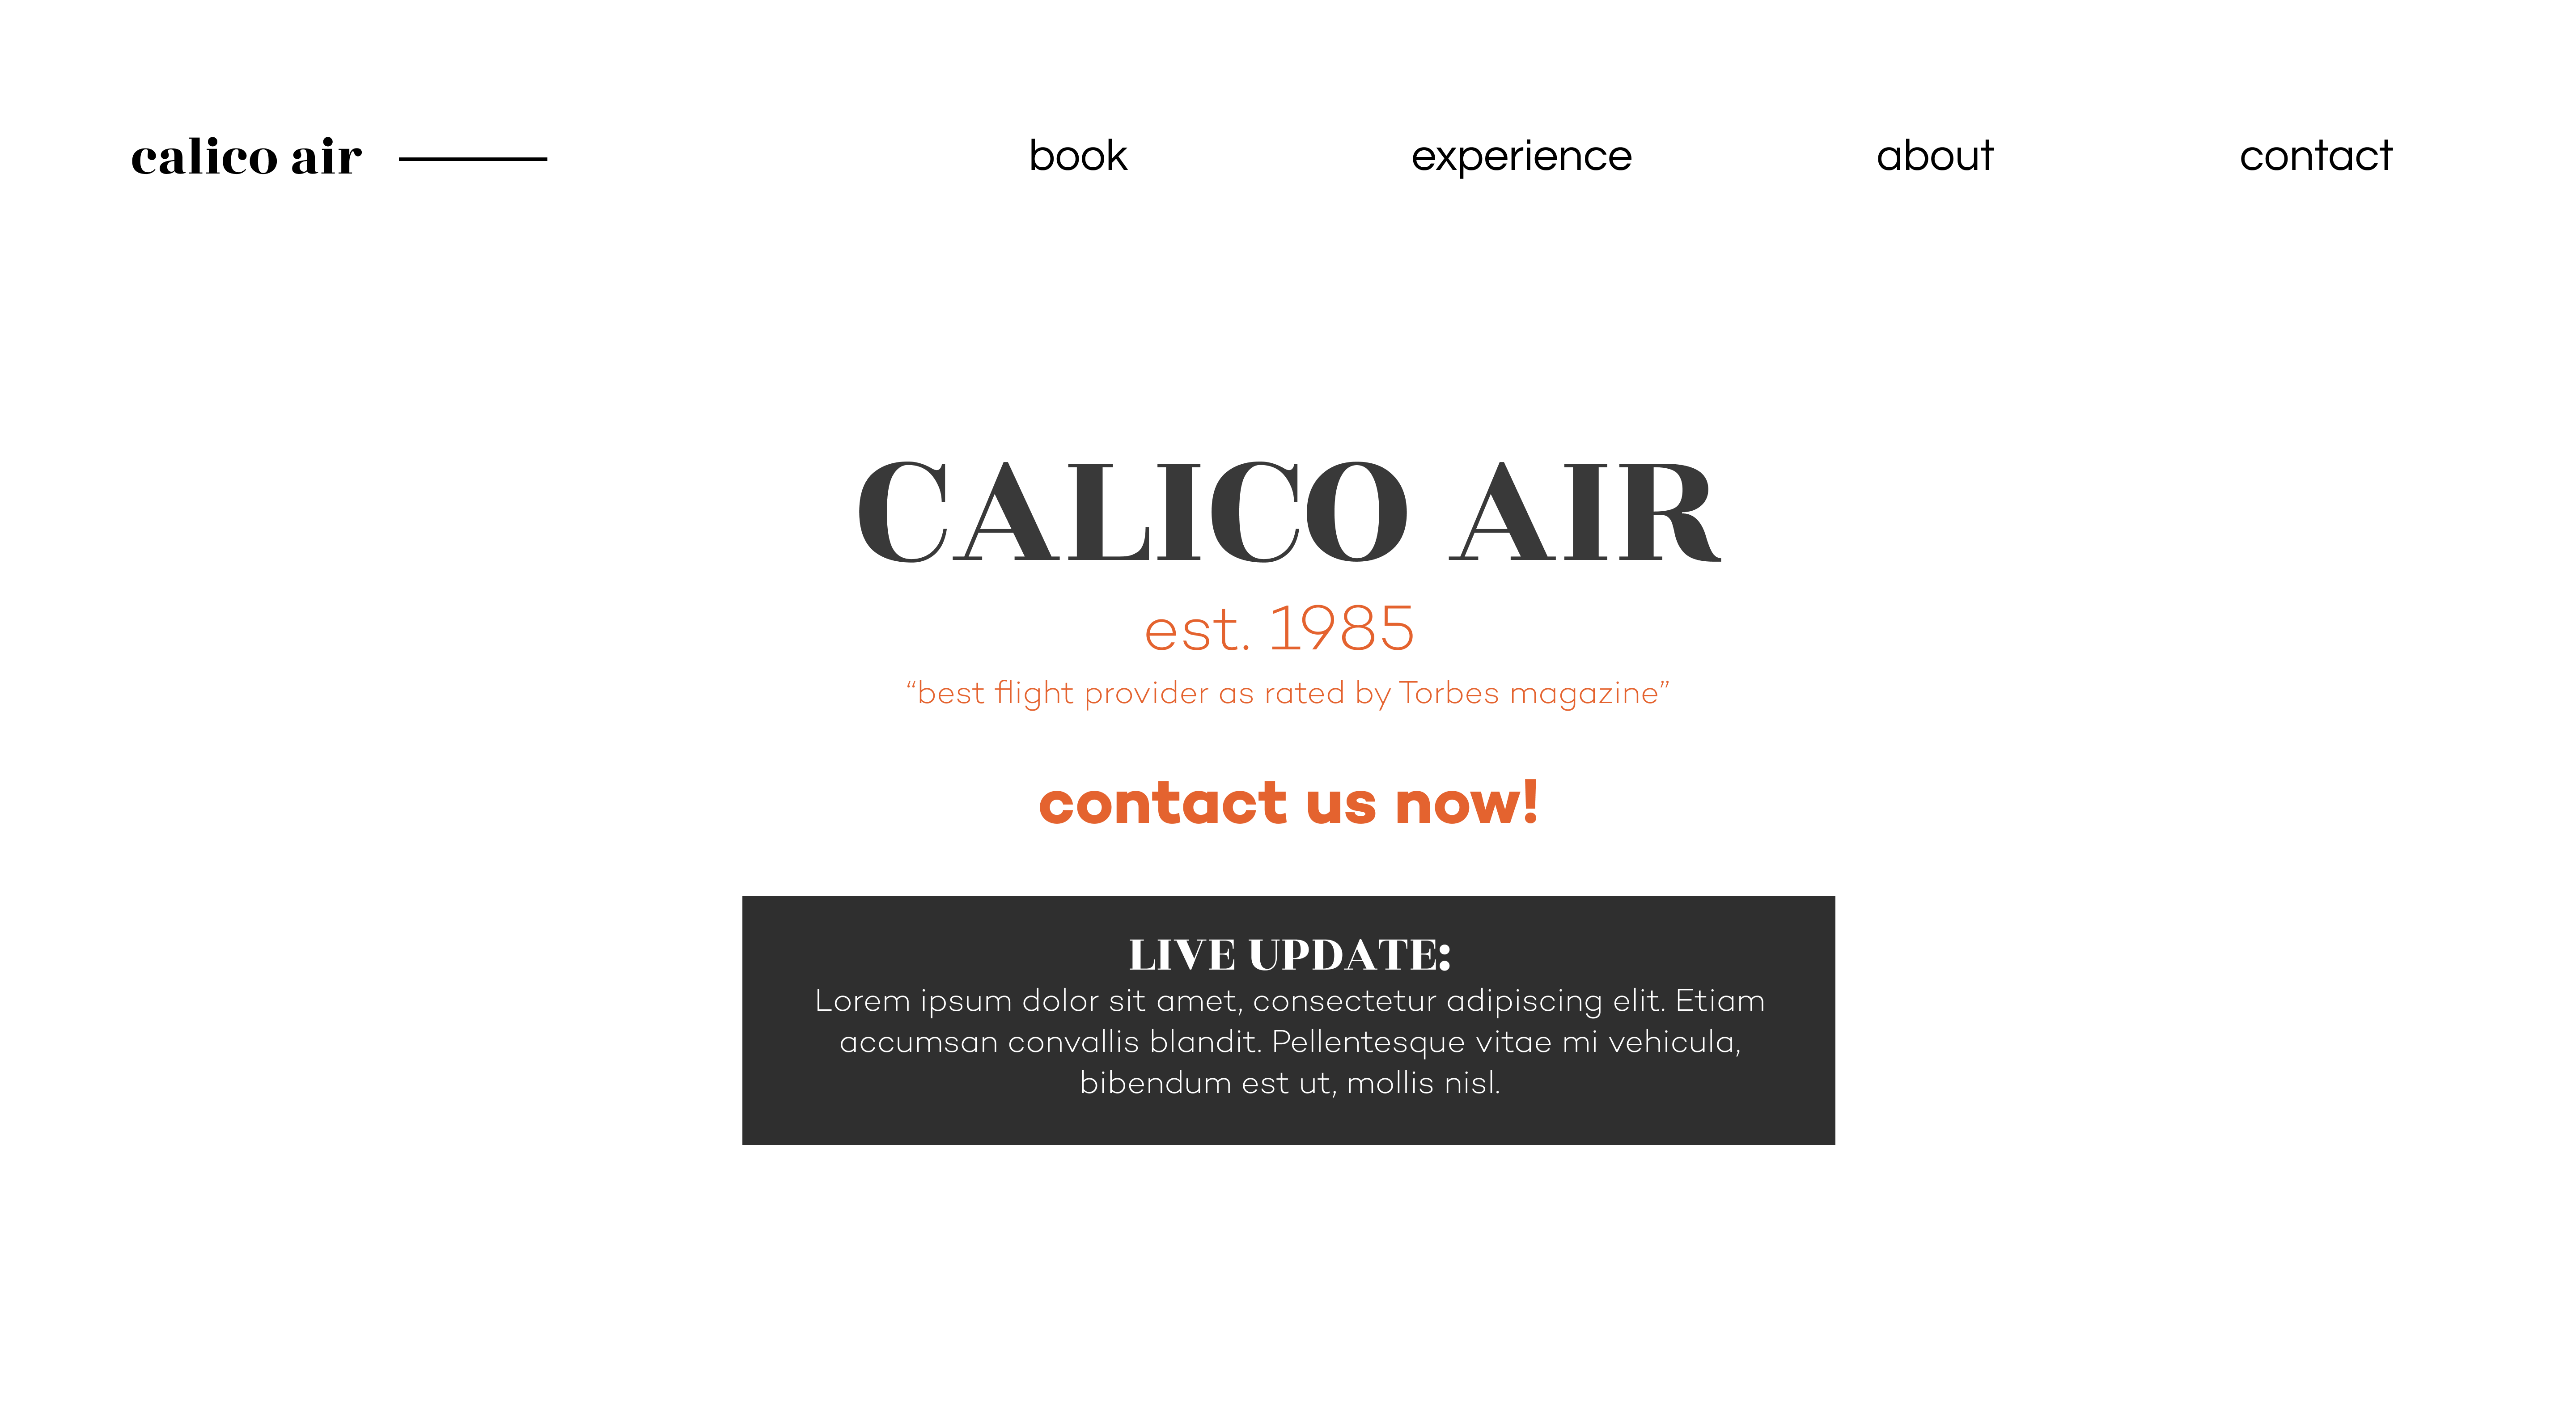 calico air
book
experience
about
contact
CALICO AIR
est. 1985
“best flight provider as rated by Torbes magazine”
contact us now!
LIVE UPDATE:
Lorem ipsum dolor sit amet, consectetur adipiscing elit. Etiam
accumsan convallis blandit. Pellentesque vitae mi vehicula,
bibendum est ut, mollis nisl.